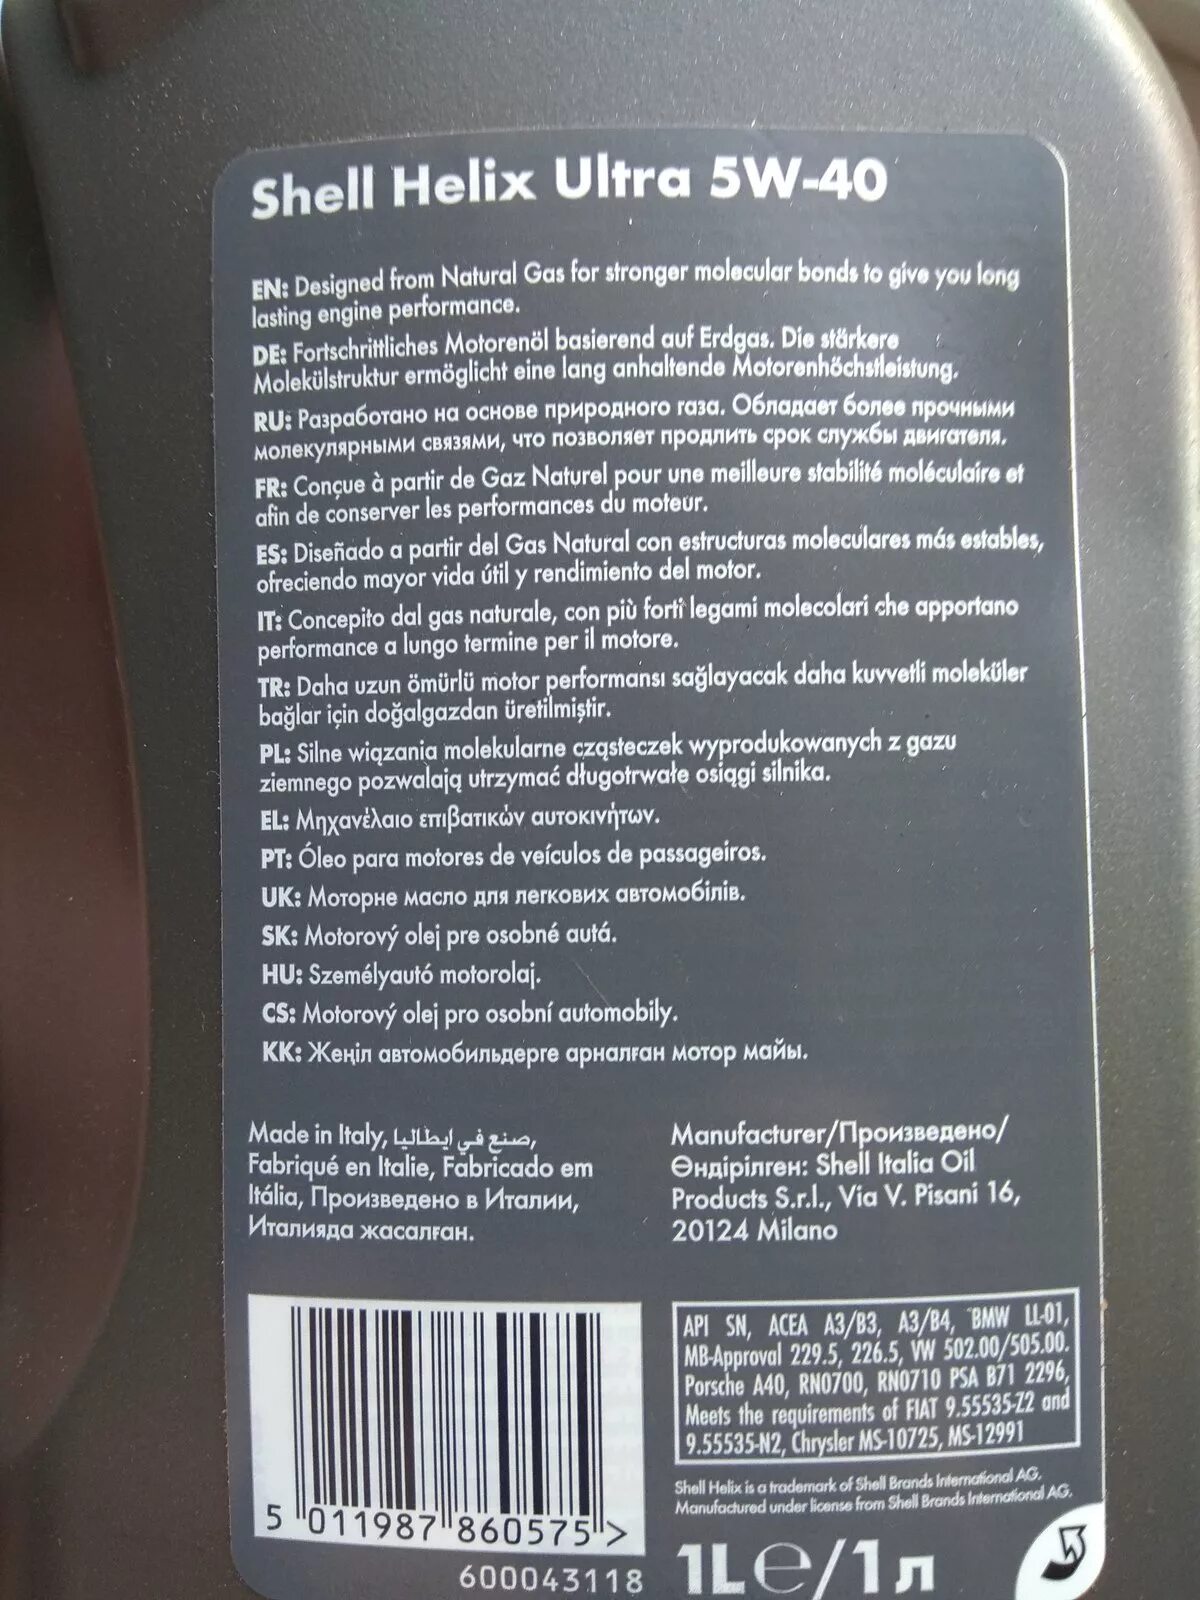 Shell Helix Ultra 5W-40
EN: Designed from Natural Gas for stronger molecular bonds to give you long
lasting engine performance.
DE: Fortschrittliches Motorenöl basierend auf Erdgas. Die stärkere
Molekülstruktur ermöglicht eine lang anhaltende Motorenhöchstleistung.
RU: Разработано на основе природного газа. Обладает более прочными
молекулярными связями, что позволяет продлить срок службы двигателя.
FR: Conçue à partir de Gaz Naturel pour une meilleure stabilité moléculaire et
afin de conserver les performances du moteur.
ES: Diseñado a partir del Gas Natural con estructuras moleculares más estables,
ofreciendo mayor vida útil y rendimiento del motor.
IT: Concepito dal gas naturale, con più forti legami molecolari che apportano
performance a lungo termine per il motore.
TR: Daha uzun ömürlü motor performansı sağlayacak daha kuvvetli moleküler
bağlar için doğalgazdan üretilmiştir.
PL: Silne wiązania molekularne cząsteczek wyprodukowanych z gazu
ziemnego pozwalają utrzymać długotrwałe osiągi silnika.
EL: Μηχανέλαιο επιβατικών αυτοκινήτων.
PT: Óleo para motores de veículos de passageiros.
UK: Моторне масло для легкових автомобілів.
SK: Motorový olej pre osobné autá.
HU: Személyautó motorolaj.
CS: Motorový olej pro osobní automobily.
KK: Жеңіл автомобильдерге арналған мотор майы.
Made in Italy, صنع في ايطاليا,
Fabriqué en Italie, Fabricado em
Itália, Произведено в Италии,
Италияда жасалған.
Manufacturer/Произведено/
Өндірілген: Shell Italia Oil
Products S.r.l., Via V. Pisani 16,
20124 Milano
API SN, ACEA A3/B3, A3/B4, BMW LL-01,
MB-Approval 229.5, 226.5, VW 502.00/505.00.
Porsche A40, RN0700, RN0710 PSA B71 2296,
Meets the requirements of FIAT 9.55535-Z2 and
9.55535-N2, Chrysler MS-10725, MS-12991
Shell Helix is a trademark of Shell Brands International AG.
Manufactured under license from Shell Brands International AG.
5 011987 860575 >
600043118
1L e/1 л